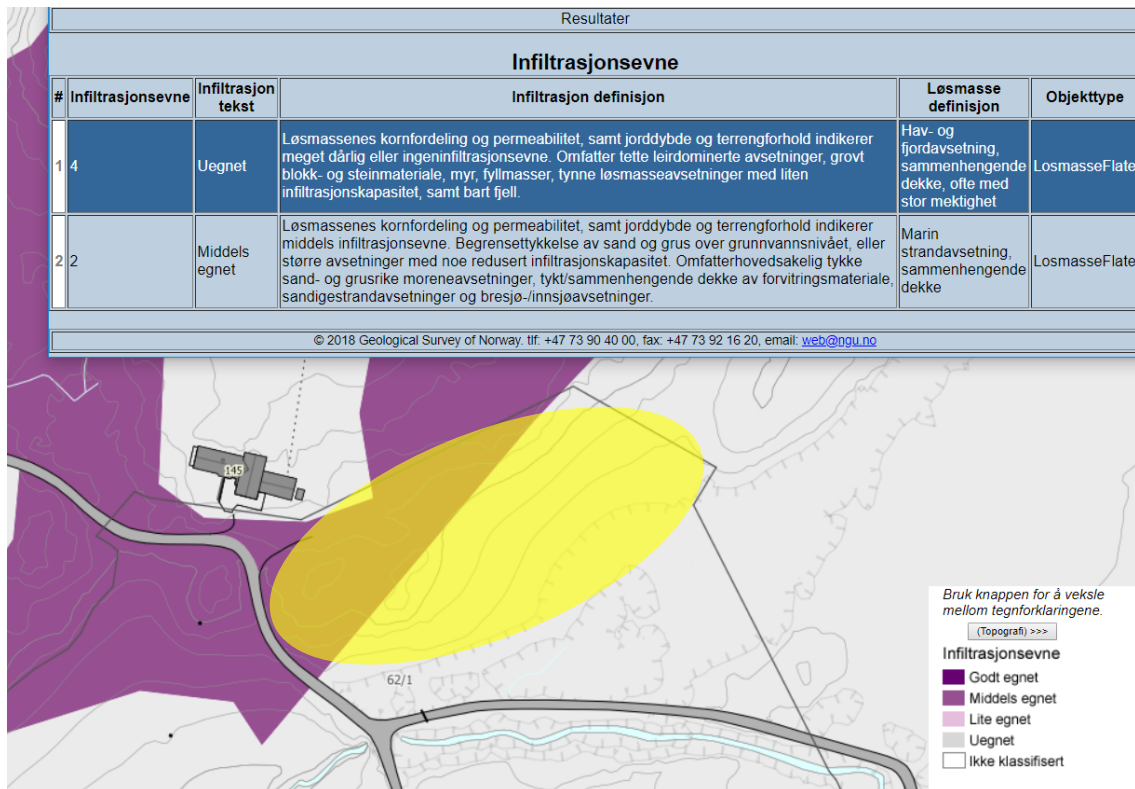 Resultater
Infiltrasjonsevne
# Infiltrasjonsevne Infiltrasjon tekst Infiltrasjon definisjon Løsmasse definisjon Objekttype
1 4 Uegnet
Løsmassenes kornfordeling og permeabilitet, samt jorddybde og terrengforhold indikerer
meget dårlig eller ingeninfiltrasjonsevne. Omfatter tette leirdominerte avsetninger, grovt
blokk- og steinmateriale, myr, fyllmasser, tynne løsmasseavsetninger med liten
infiltrasjonskapasitet, samt bart fjell.
Hav- og
fjordavsetning,
sammenhengende
dekke, ofte med
stor mektighet
LosmasseFlate
2 2 Middels
egnet
Løsmassenes kornfordeling og permeabilitet, samt jorddybde og terrengforhold indikerer
middels infiltrasjonsevne. Begrensettykkelse av sand og grus over grunnvannsnivået, eller
større avsetninger med noe redusert infiltrasjonskapasitet. Omfatterhovedsakelig tykke
sand- og grusrike moreneavsetninger, tykt/sammenhengende dekke av forvitringsmateriale,
sandigestrandavsetninger og bresjø-/innsjøavsetninger.
Marin
strandavsetning,
sammenhengende
dekke
LosmasseFlate
© 2018 Geological Survey of Norway. tlf: +47 73 90 40 00, fax: +47 73 92 16 20, email: web@ngu.no
145
62/1
Bruk knappen for å veksle
mellom tegnforklaringene.
(Topografi) >>>
Infiltrasjonsevne
Godt egnet
Middels egnet
Lite egnet
Uegnet
Ikke klassifisert